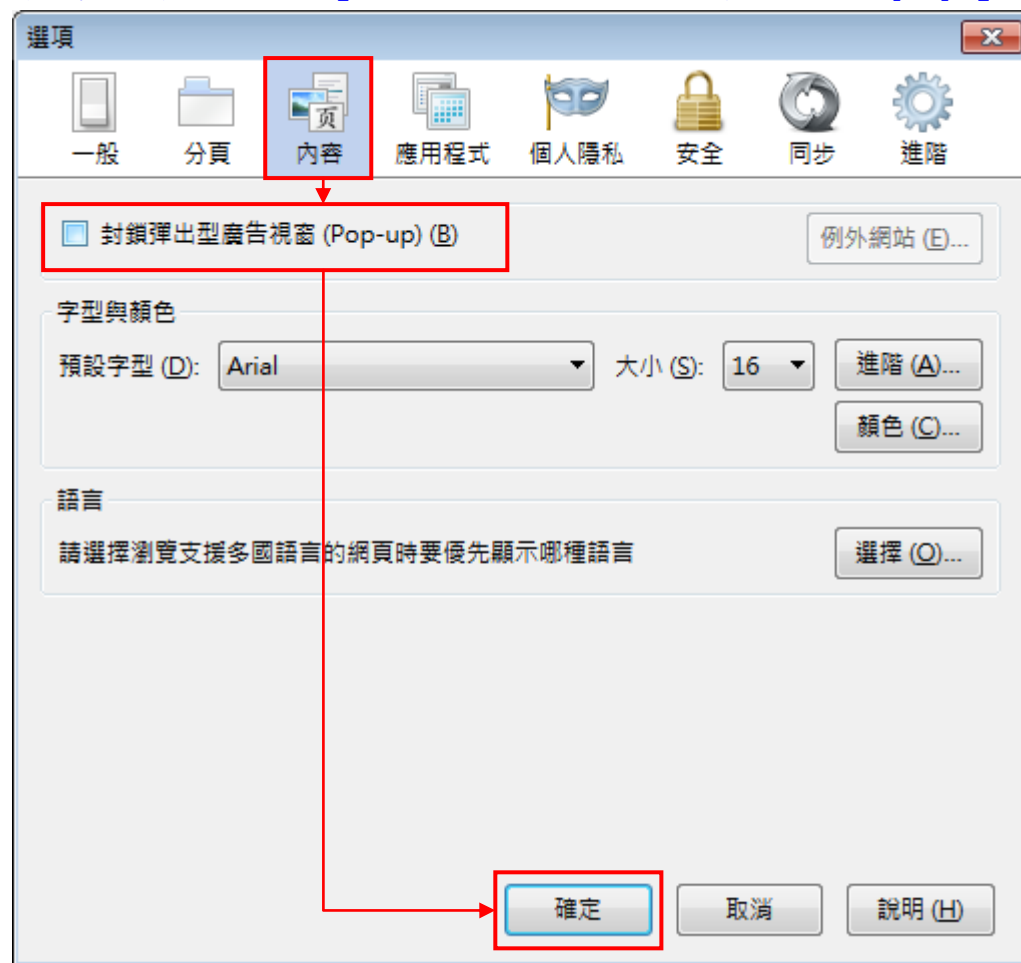 選項
一般 分頁 內容 應用程式 個人隱私 安全 同步 進階
页
封鎖彈出型廣告視窗 (Pop-up) (B) 例外網站 (E)...
字型與顏色
預設字型 (D): Arial 大小 (S): 16 進階 (A)...
顏色 (C)...
語言
請選擇瀏覽支援多國語言的網頁時要優先顯示哪種語言 選擇 (O)...
確定 取消 說明 (H)